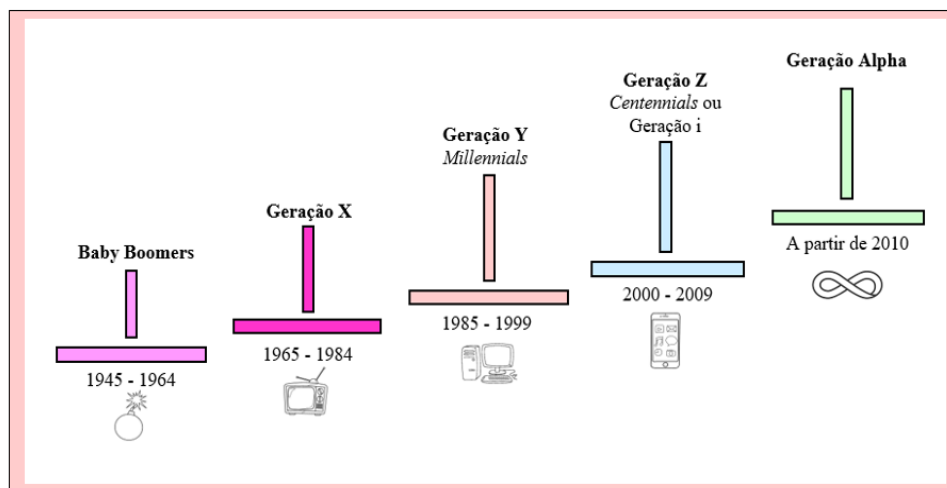 Baby Boomers
1945 - 1964
Geração X
1965 - 1984
Geração Y
Millennials
1985 - 1999
Geração Z
Centennials ou
Geração i
2000 - 2009
Geração Alpha
A partir de 2010